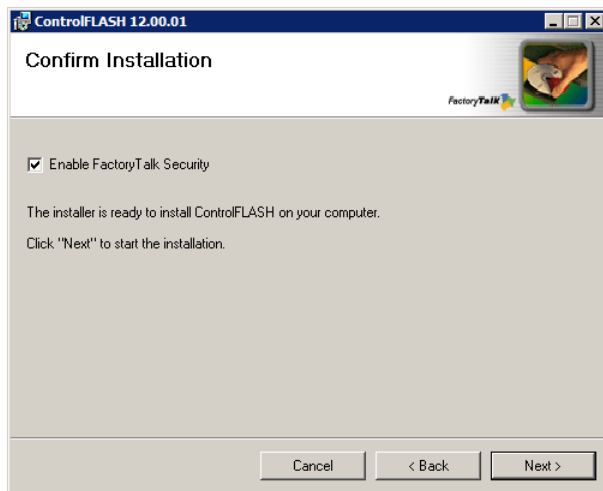 ControlFLASH 12.00.01
Confirm Installation
FactoryTalk
Enable FactoryTalk Security
The installer is ready to install ControlFLASH on your computer.
Click "Next" to start the installation.
Cancel
< Back
Next >